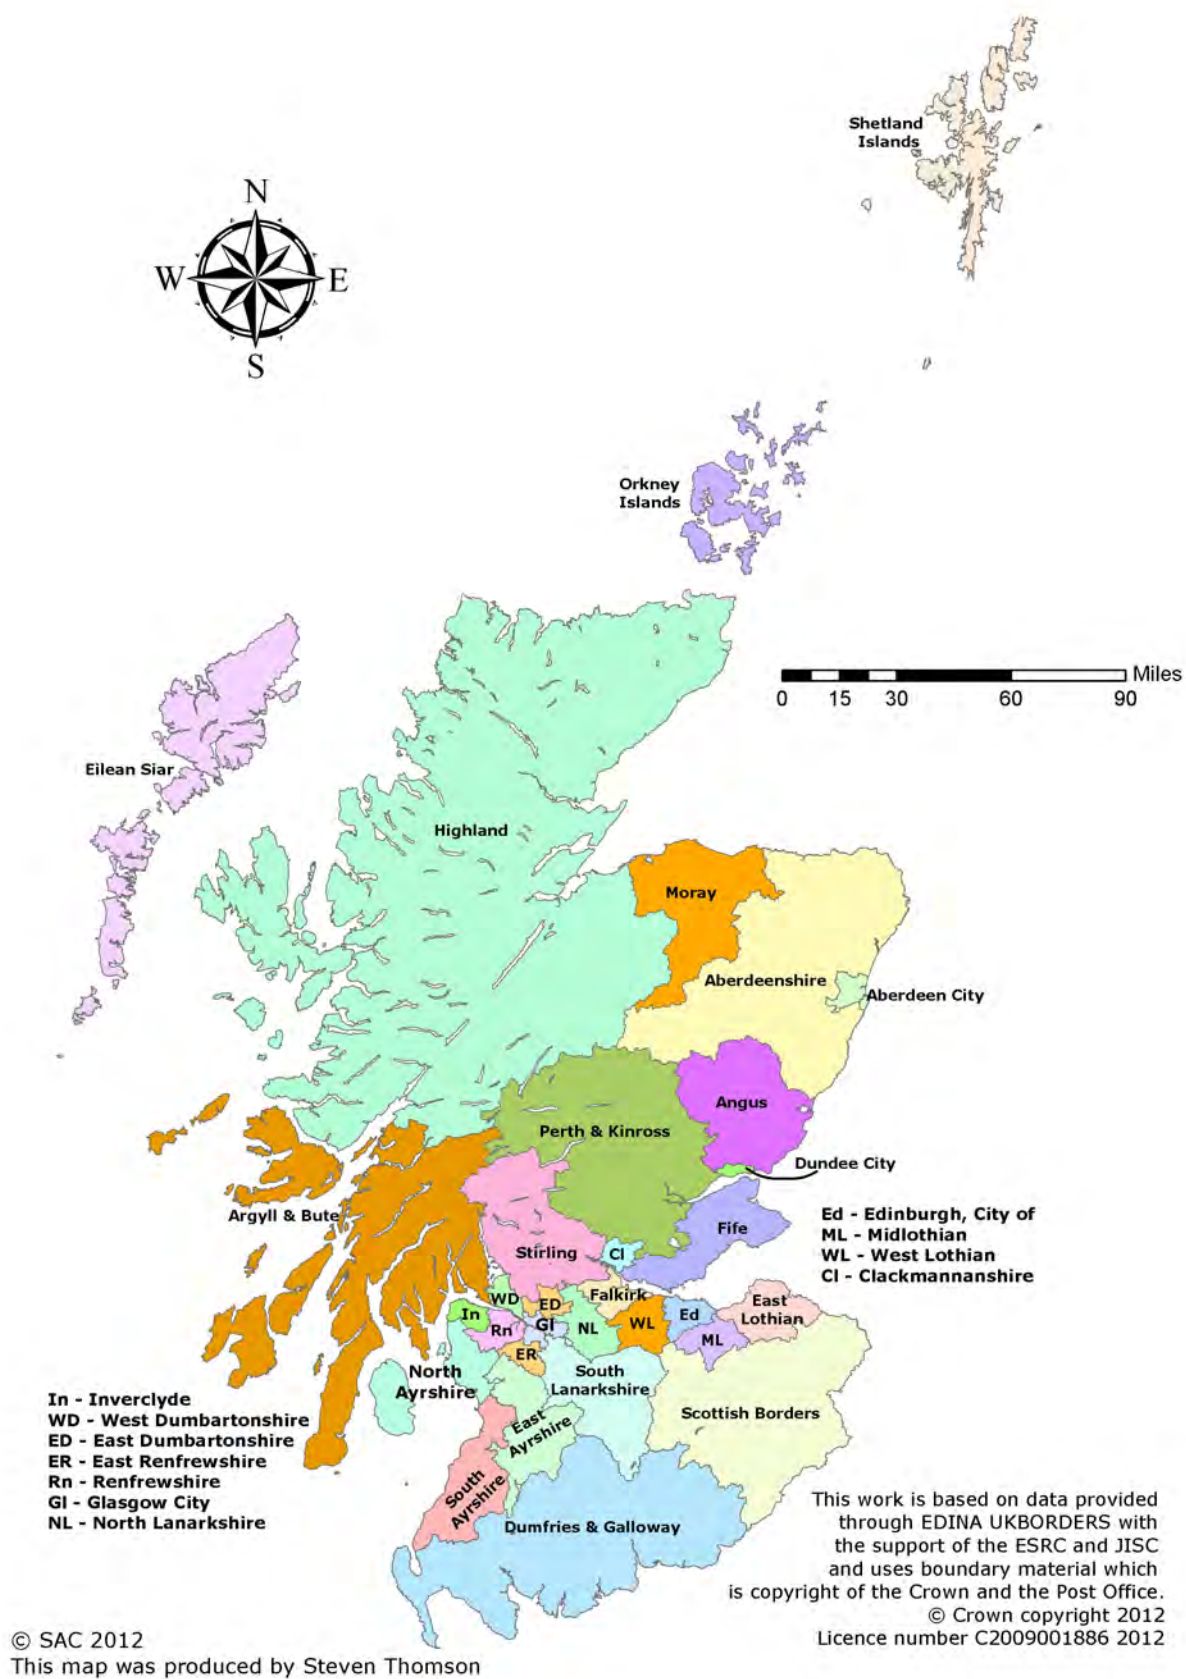 Shetland
Islands
N
W
E
S
Orkney
Islands
Miles
0 15 30 60 90
Eilean Siar
Highland
Moray
Aberdeenshire
Aberdeen City
Angus
Perth & Kinross
Dundee City
Argyll & Bute
Fife
Stirling
Cl
Ed - Edinburgh, City of
ML - Midlothian
WL - West Lothian
Cl - Clackmannanshire
WD
ED
Falkirk
In
Rn
Gl
NL
WL
Ed
ML
East
Lothian
ER
North
Ayrshire
South
Lanarkshire
Scottish Borders
East
Ayrshire
South
Ayrshire
Dumfries & Galloway
In - Inverclyde
WD - West Dumbartonshire
ED - East Dumbartonshire
ER - East Renfrewshire
Rn - Renfrewshire
Gl - Glasgow City
NL - North Lanarkshire
This work is based on data provided
through EDINA UKBORDERS with
the support of the ESRC and JISC
and uses boundary material which
is copyright of the Crown and the Post Office.
© Crown copyright 2012
Licence number C2009001886 2012
© SAC 2012
This map was produced by Steven Thomson